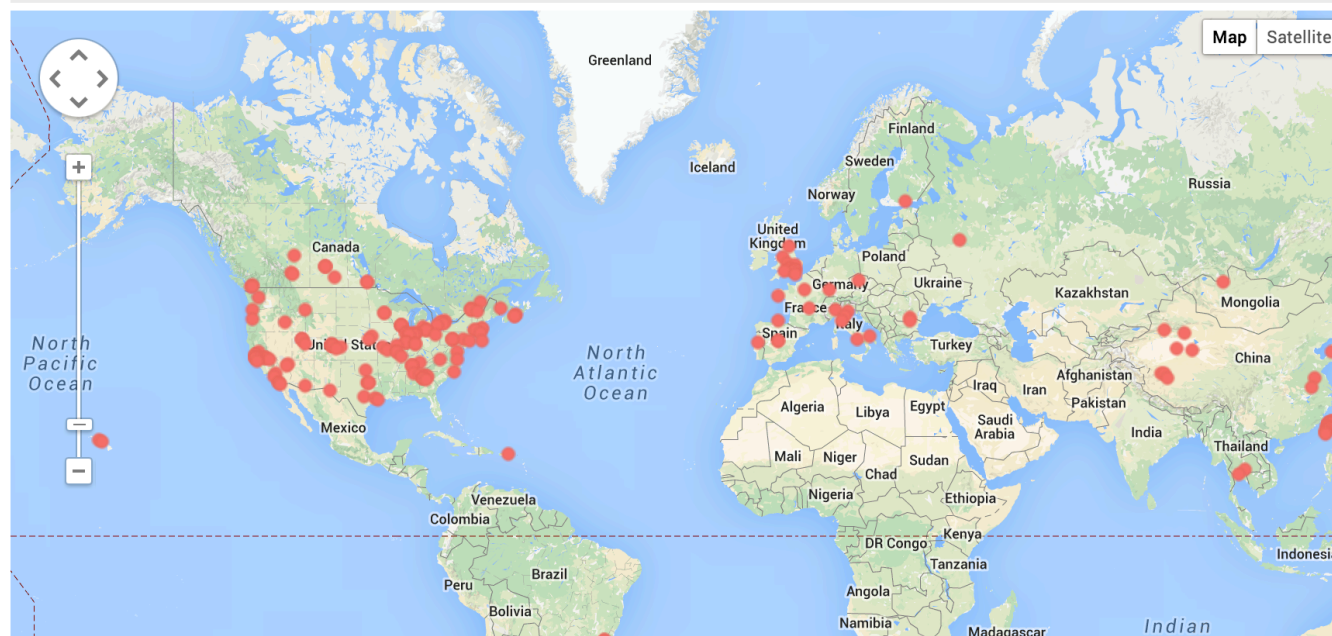 Greenland
Map
Satellite
Finland
Iceland
Sweden
Norway
Russia
United
Kingdom
Canada
Poland
Germany
Ukraine
Kazakhstan
Mongolia
France
Italy
Spain
North
Pacific
Ocean
United Stat
North
Atlantic
Ocean
Turkey
China
Afghanistan
Iraq
Iran
Pakistan
Algeria
Libya
Egypt
Saudi
Arabia
Mexico
India
Thailand
Mali
Niger
Chad
Sudan
Venezuela
Nigeria
Ethiopia
Colombia
Kenya
DR Congo
Indonesi
Tanzania
Brazil
Peru
Angola
Bolivia
Namibia
Madagascar
Indian